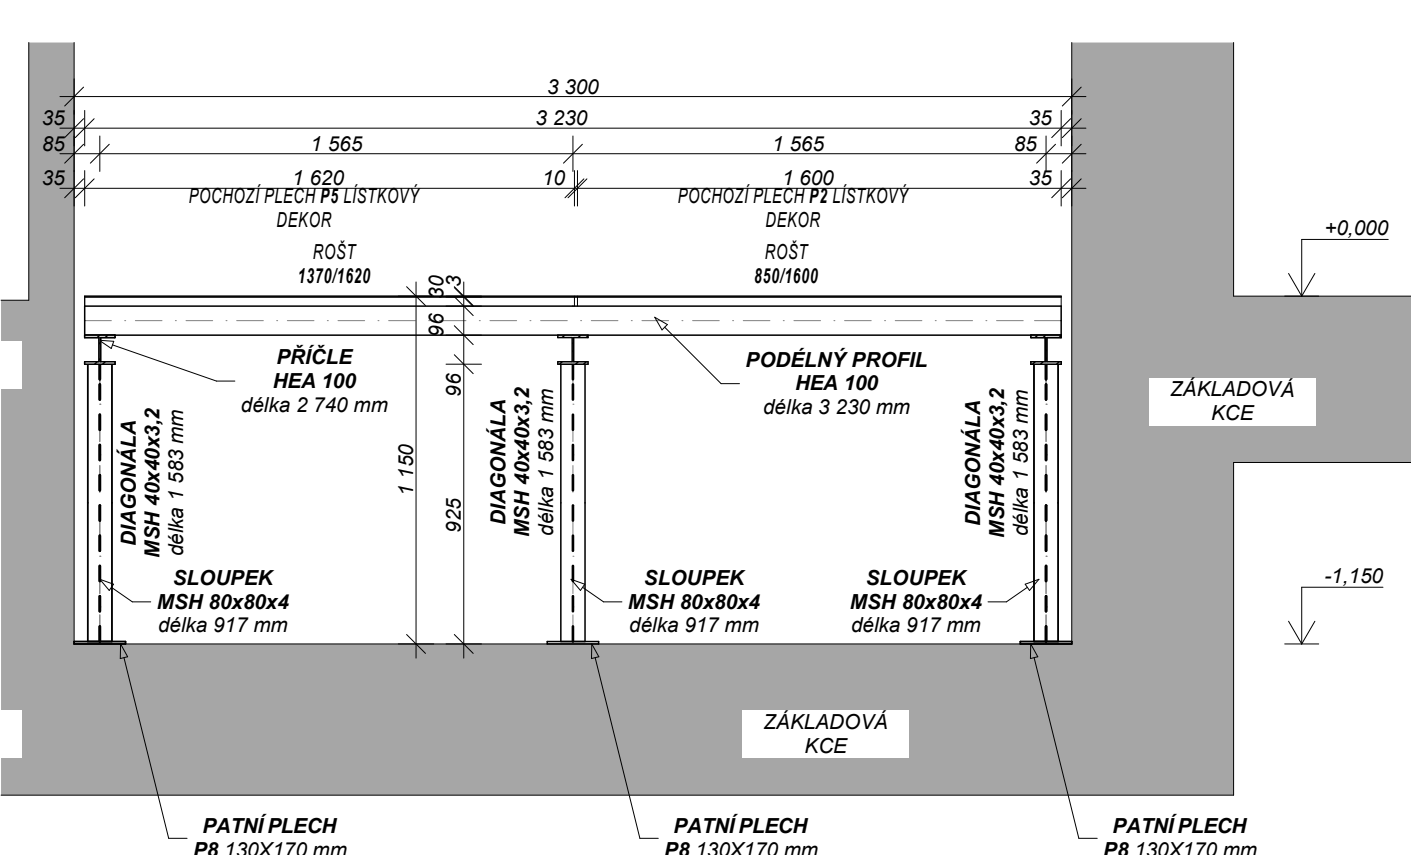 3 300
35
3 230
35
85
1 565
1 565
85
35
1 620
10
1 600
35
POCHOZÍ PLECH P5 LÍSTKOVÝ
DEKOR
POCHOZÍ PLECH P2 LÍSTKOVÝ
DEKOR
ROŠT
1370/1620
ROŠT
850/1600
+0,000
30
3
96
96
925
1 150
PŘÍČLE
HEA 100
délka 2 740 mm
PODÉLNÝ PROFIL
HEA 100
délka 3 230 mm
ZÁKLADOVÁ
KCE
DIAGONÁLA
MSH 40x40x3,2
délka 1 583 mm
DIAGONÁLA
MSH 40x40x3,2
délka 1 583 mm
DIAGONÁLA
MSH 40x40x3,2
délka 1 583 mm
SLOUPEK
MSH 80x80x4
délka 917 mm
SLOUPEK
MSH 80x80x4
délka 917 mm
SLOUPEK
MSH 80x80x4
délka 917 mm
-1,150
ZÁKLADOVÁ
KCE
PATNÍ PLECH
P8 130X170 mm
PATNÍ PLECH
P8 130X170 mm
PATNÍ PLECH
P8 130X170 mm